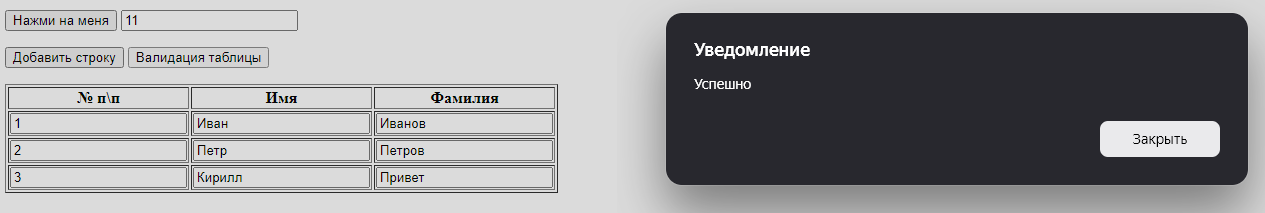 Нажми на меня 11
Добавить строку Валидация таблицы
№ п\п Имя Фамилия
1 Иван Иванов
2 Петр Петров
3 Кирилл Привет
Уведомление
Успешно
Закрыть